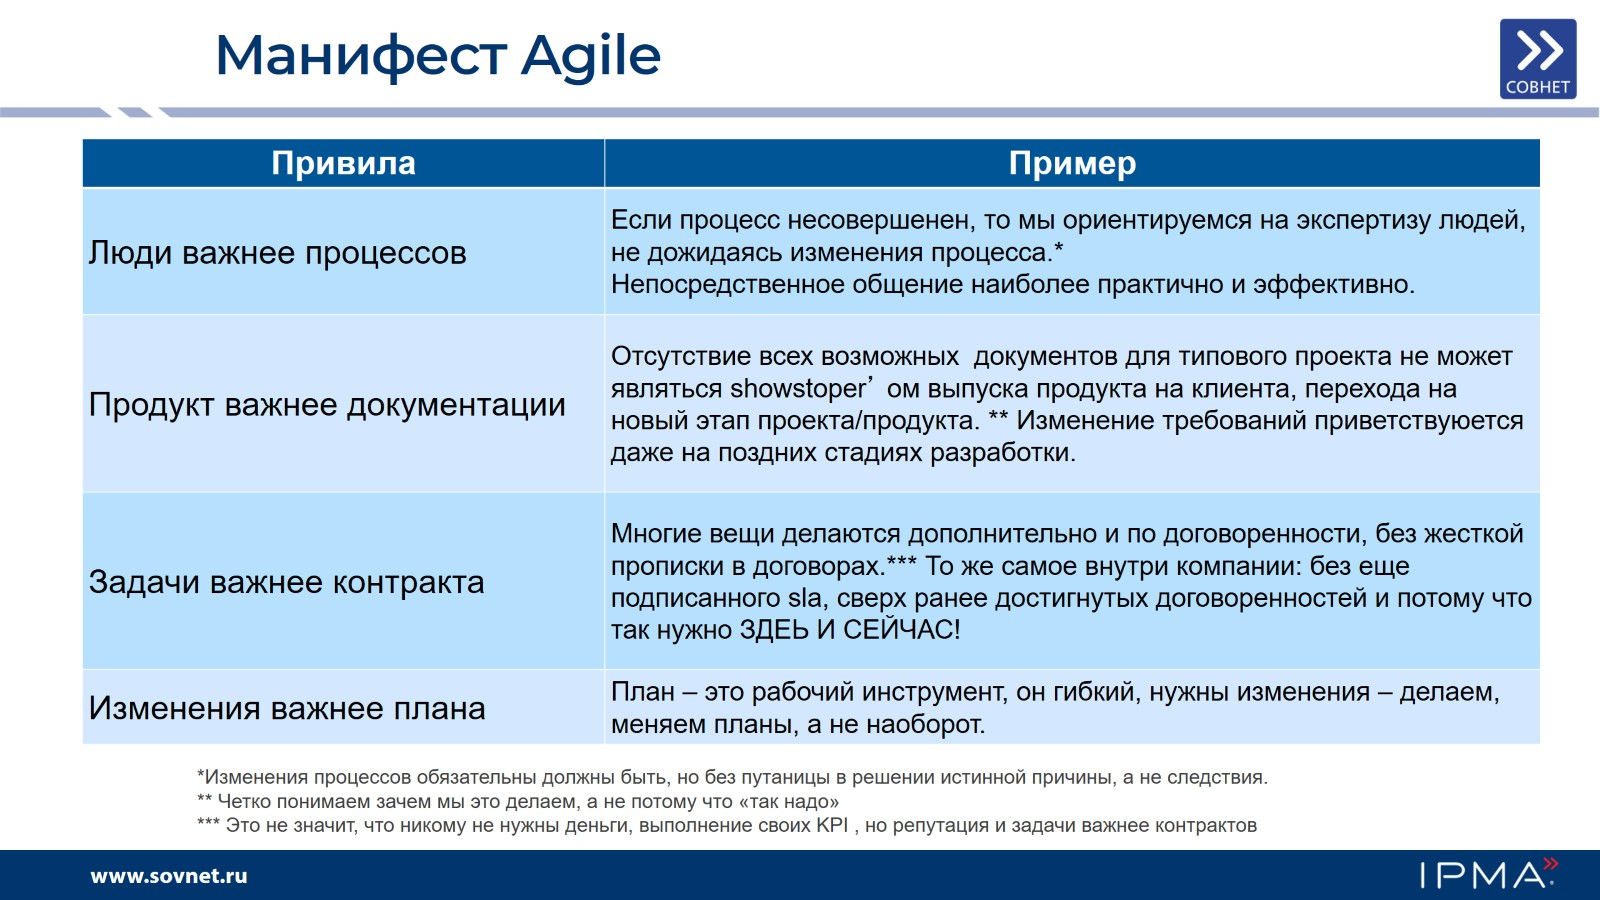 Манифест Agile
СОВНЕТ
Привила
Пример
Люди важнее процессов
Если процесс несовершенен, то мы ориентируемся на экспертизу людей,
не дожидаясь изменения процесса.*
Непосредственное общение наиболее практично и эффективно.
Продукт важнее документации
Отсутствие всех возможных  документов для типового проекта не может
являться showstoper’ ом выпуска продукта на клиента, перехода на
новый этап проекта/продукта. ** Изменение требований приветствуюется
даже на поздних стадиях разработки.
Задачи важнее контракта
Многие вещи делаются дополнительно и по договоренности, без жесткой
прописки в договорах.*** То же самое внутри компании: без еще
подписанного sla, сверх ранее достигнутых договоренностей и потому что
так нужно ЗДЕЬ И СЕЙЧАС!
Изменения важнее плана
План – это рабочий инструмент, он гибкий, нужны изменения – делаем,
меняем планы, а не наоборот.
*Изменения процессов обязательны должны быть, но без путаницы в решении истинной причины, а не следствия.
** Четко понимаем зачем мы это делаем, а не потому что «так надо»
*** Это не значит, что никому не нужны деньги, выполнение своих KPI , но репутация и задачи важнее контрактов
www.sovnet.ru
IPMA